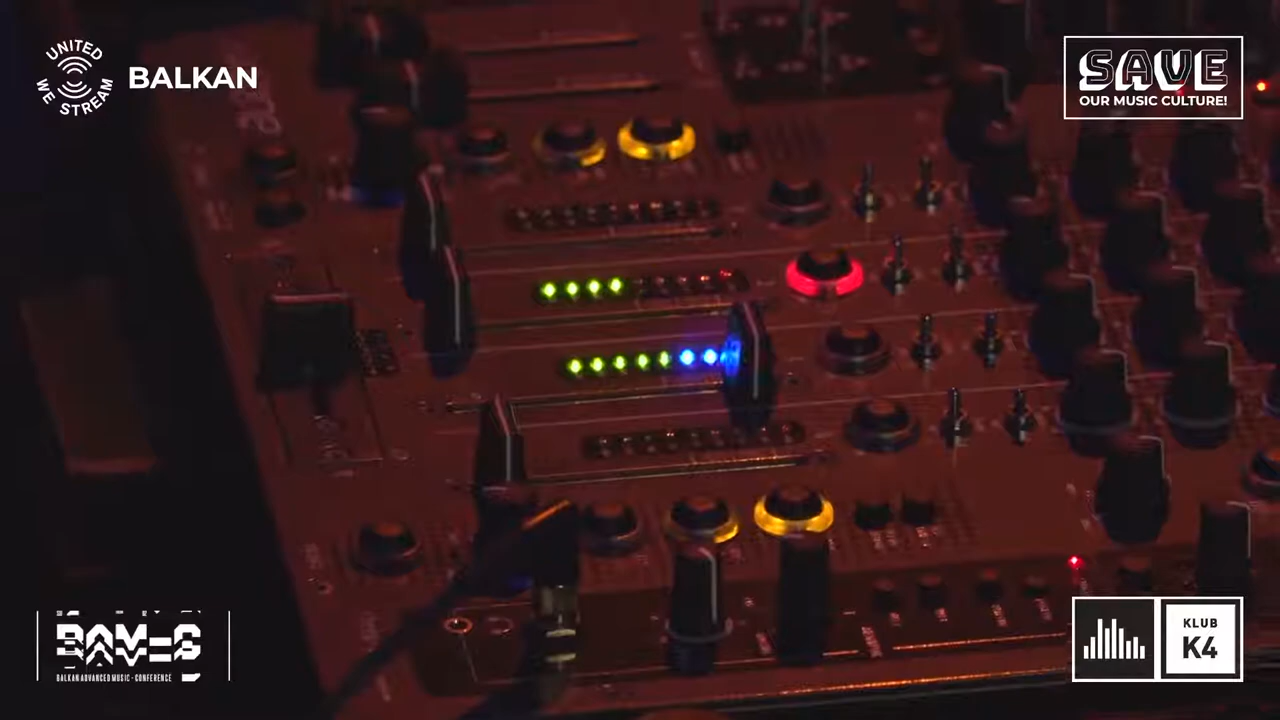 UNITED
WE STREAM
BALKAN
SAVE
OUR MUSIC CULTURE!
BALKAN ADVANCED MUSIC · CONFERENCE
KLUB
K4